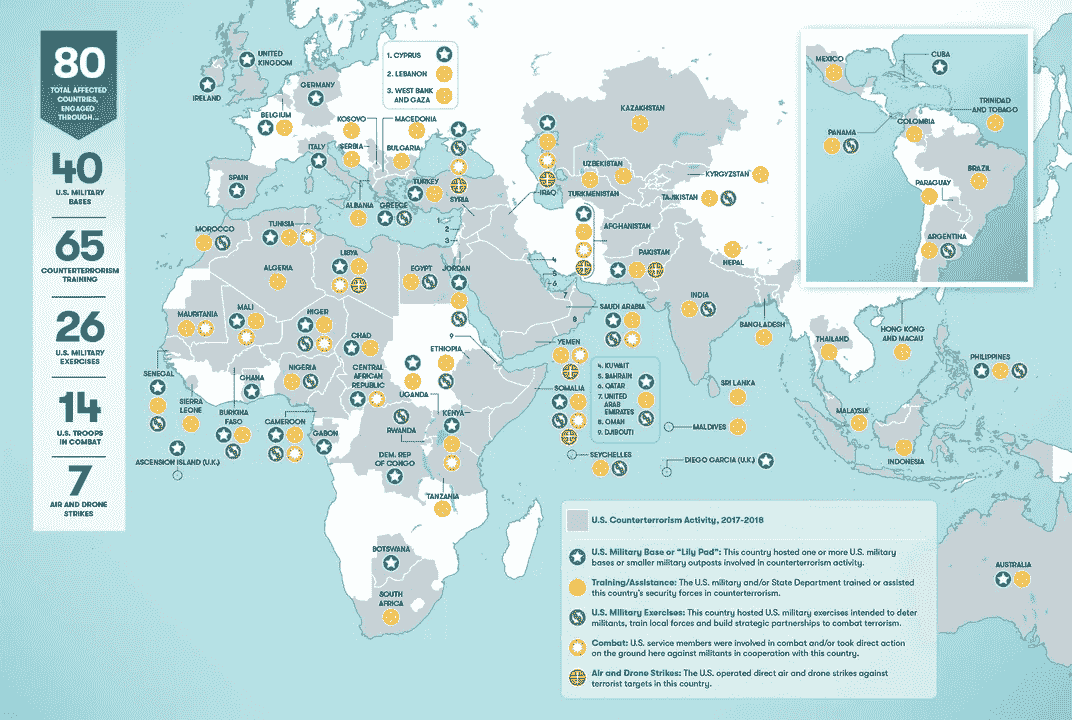 80
TOTAL AFFECTED
COUNTRIES,
ENGAGED
THROUGH...
40
U.S. MILITARY
BASES
65
COUNTERTERRORISM
TRAINING
26
U.S. MILITARY
EXERCISES
14
U.S. TROOPS
IN COMBAT
7
AIR AND DRONE
STRIKES
UNITED
KINGDOM
IRELAND
GERMANY
BELGIUM
1. CYPRUS
2. LEBANON
3. WEST BANK
AND GAZA
KOSOVO
MACEDONIA
ITALY
SERBIA
BULGARIA
SPAIN
TURKEY
SYRIA
ALBANIA
GREECE
1
2
3
KAZAKHSTAN
UZBEKISTAN
KYRGYZSTAN
IRAQ
TURKMENISTAN
TAJIKISTAN
AFGHANISTAN
PAKISTAN
NEPAL
4
5
6
7
8
9
MOROCCO
TUNISIA
ALGERIA
LIBYA
EGYPT
JORDAN
SAUDI ARABIA
INDIA
BANGLADESH
MAURITANIA
MALI
NIGER
CHAD
ETHIOPIA
YEMEN
THAILAND
HONG KONG
AND MACAU
PHILIPPINES
SENEGAL
SIERRA
LEONE
GHANA
BURKINA
FASO
NIGERIA
CENTRAL
AFRICAN
REPUBLIC
CAMEROON
GABON
UGANDA
RWANDA
KENYA
SOMALIA
4. KUWAIT
5. BAHRAIN
6. QATAR
7. UNITED
ARAB
EMIRATES
8. OMAN
9. DJIBOUTI
SRI LANKA
MALDIVES
MALAYSIA
INDONESIA
ASCENSION ISLAND (U.K.)
DEM. REP
OF CONGO
SEYCHELLES
DIEGO GARCIA (U.K.)
TANZANIA
BOTSWANA
SOUTH
AFRICA
AUSTRALIA
MEXICO
CUBA
TRINIDAD
AND TOBAGO
PANAMA
COLOMBIA
BRAZIL
PARAGUAY
ARGENTINA
U.S. Counterterrorism Activity, 2017-2018
U.S. Military Base or "Lily Pad": This country hosted one or more U.S. military
bases or smaller military outposts involved in counterterrorism activity.
Training/Assistance: The U.S. military and/or State Department trained or assisted
this country's security forces in counterterrorism.
U.S. Military Exercises: This country hosted U.S. military exercises intended to deter
militants, train local forces and build strategic partnerships to combat terrorism.
Combat: U.S. service members were involved in combat and/or took direct action
on the ground here against militants in cooperation with this country.
Air and Drone Strikes: The U.S. operated direct air and drone strikes against
terrorist targets in this country.